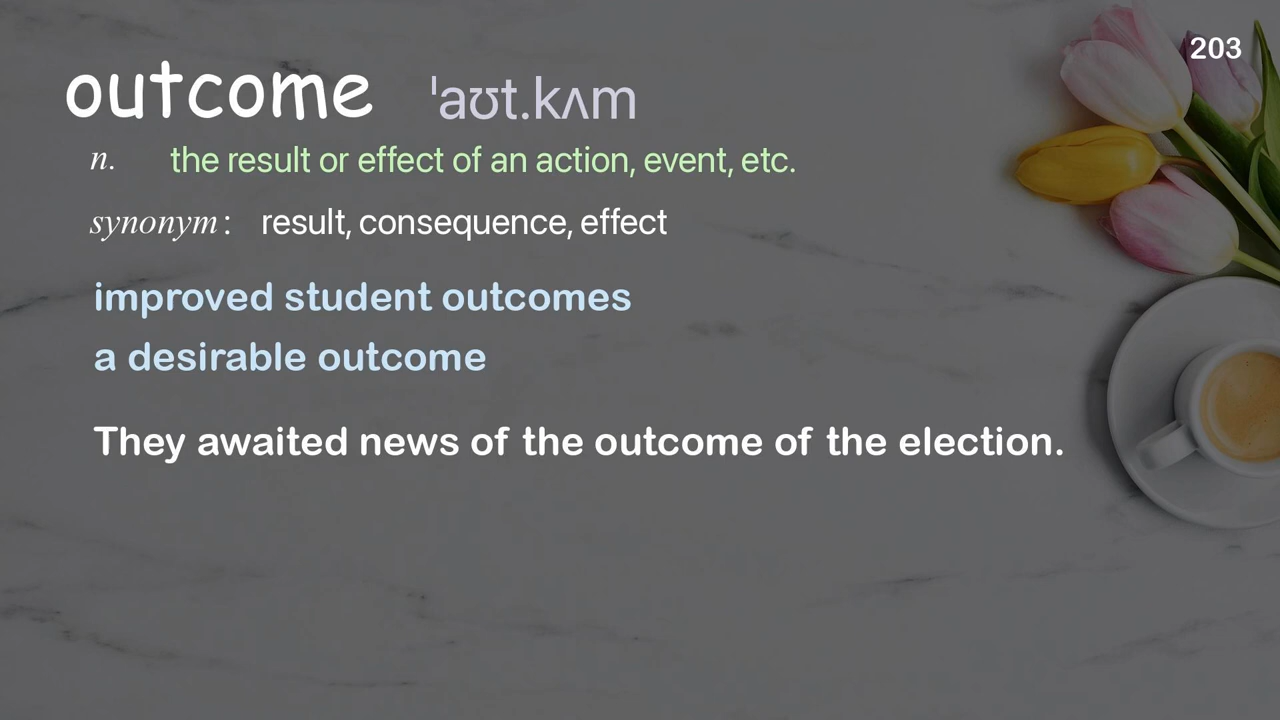 203
outcome ˈaʊt.kʌm
n. the result or effect of an action, event, etc.
synonym: result, consequence, effect
improved student outcomes
a desirable outcome
They awaited news of the outcome of the election.